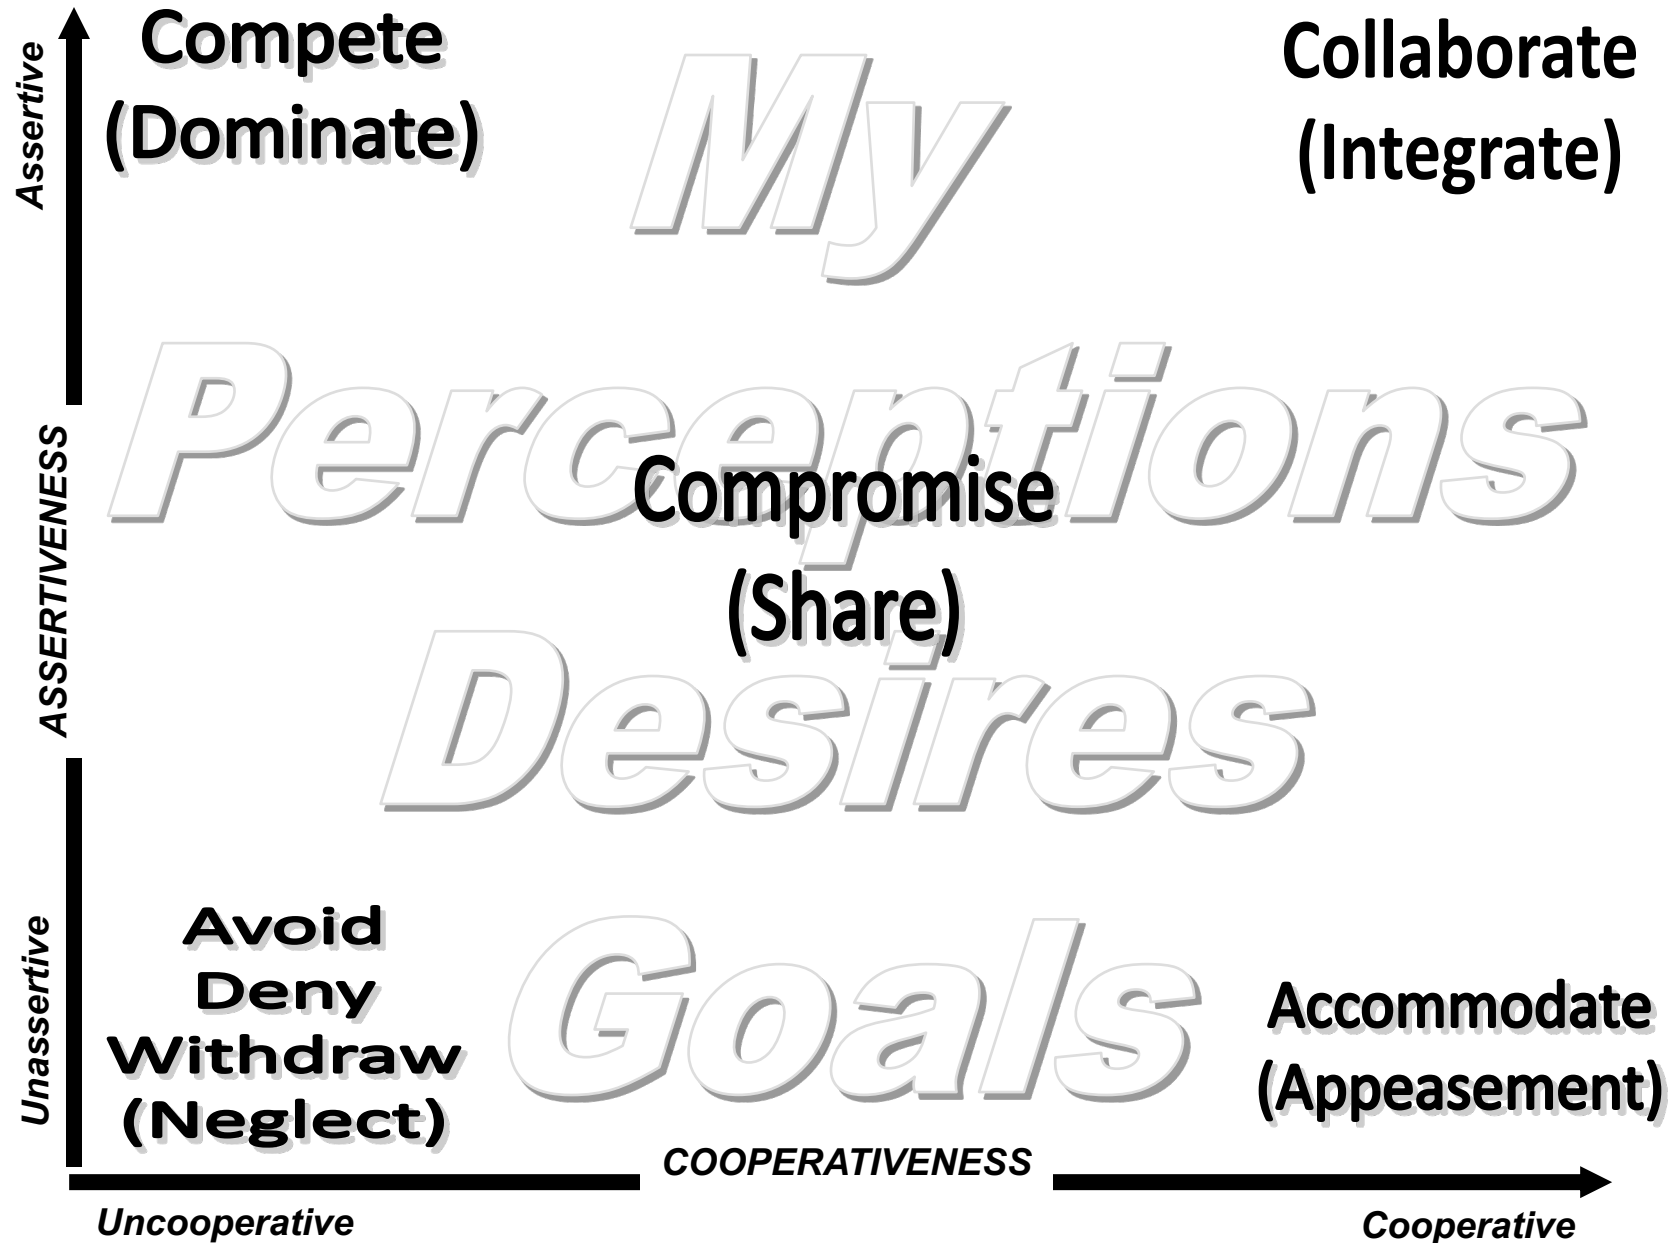 Compete
(Dominate)
Collaborate
(Integrate)
Assertive
My
Perceptions
Compromise
(Share)
ASSERTIVENESS
Desires
Goals
Avoid
Deny
Withdraw
(Neglect)
Unassertive
Accommodate
(Appeasement)
COOPERATIVENESS
Uncooperative
Cooperative